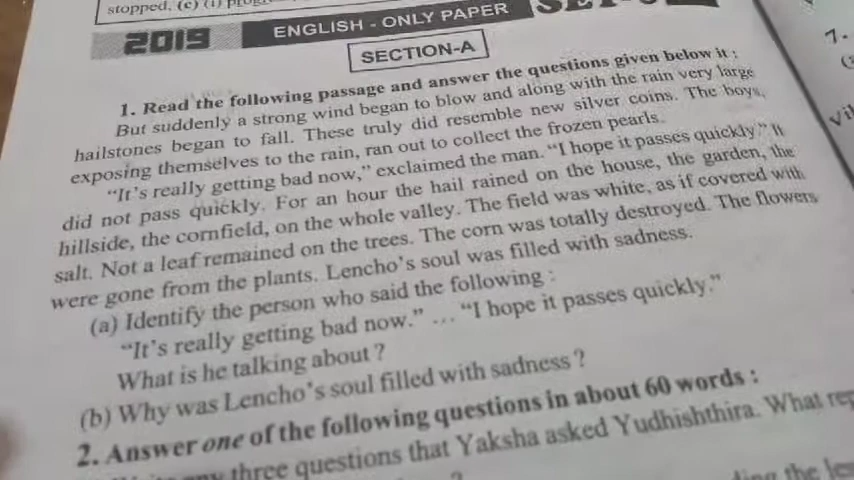 stopped. (c) (i)
2019 ENGLISH - ONLY PAPER
SECTION-A
1. Read the following passage and answer the questions given below it :
But suddenly a strong wind began to blow and along with the rain very large
hailstones began to fall. These truly did resemble new silver coins. The boys,
exposing themselves to the rain, ran out to collect the frozen pearls.
"It's really getting bad now," exclaimed the man. "I hope it passes quickly." It
did not pass quickly. For an hour the hail rained on the house, the garden, the
hillside, the cornfield, on the whole valley. The field was white, as if covered with
salt. Not a leaf remained on the trees. The corn was totally destroyed. The flowers
were gone from the plants. Lencho's soul was filled with sadness.
(a) Identify the person who said the following :
"It's really getting bad now." ... "I hope it passes quickly."
What is he talking about ?
(b) Why was Lencho's soul filled with sadness ?
2. Answer one of the following questions in about 60 words :
any three questions that Yaksha asked Yudhishthira. What
the
7.